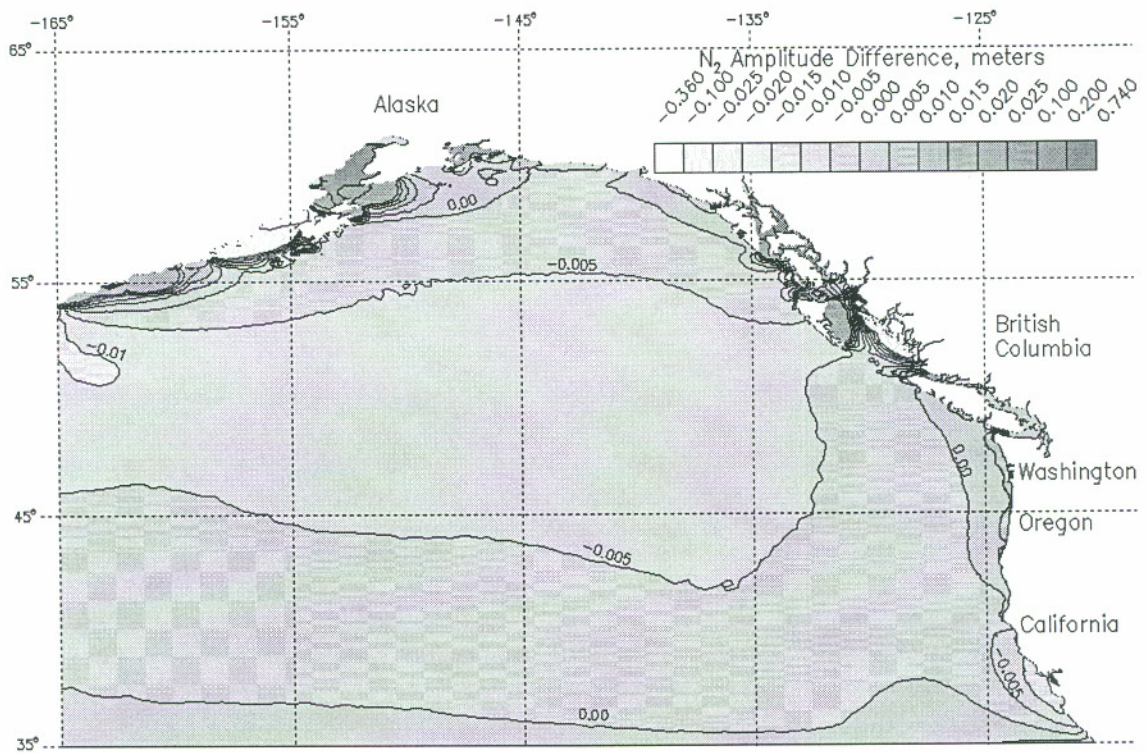 −165° −155° −145° −135° −125°
65°
N₂ Amplitude Difference, meters
−0.360 −0.100 −0.025 −0.020 −0.015 −0.010 −0.005 0.000 0.005 0.010 0.015 0.020 0.025 0.100 0.200 0.740
Alaska
0.00
−0.005
55°
−0.01
British
Columbia
0.00
Washington
45°
Oregon
−0.005
California
−0.005
0.00
35°